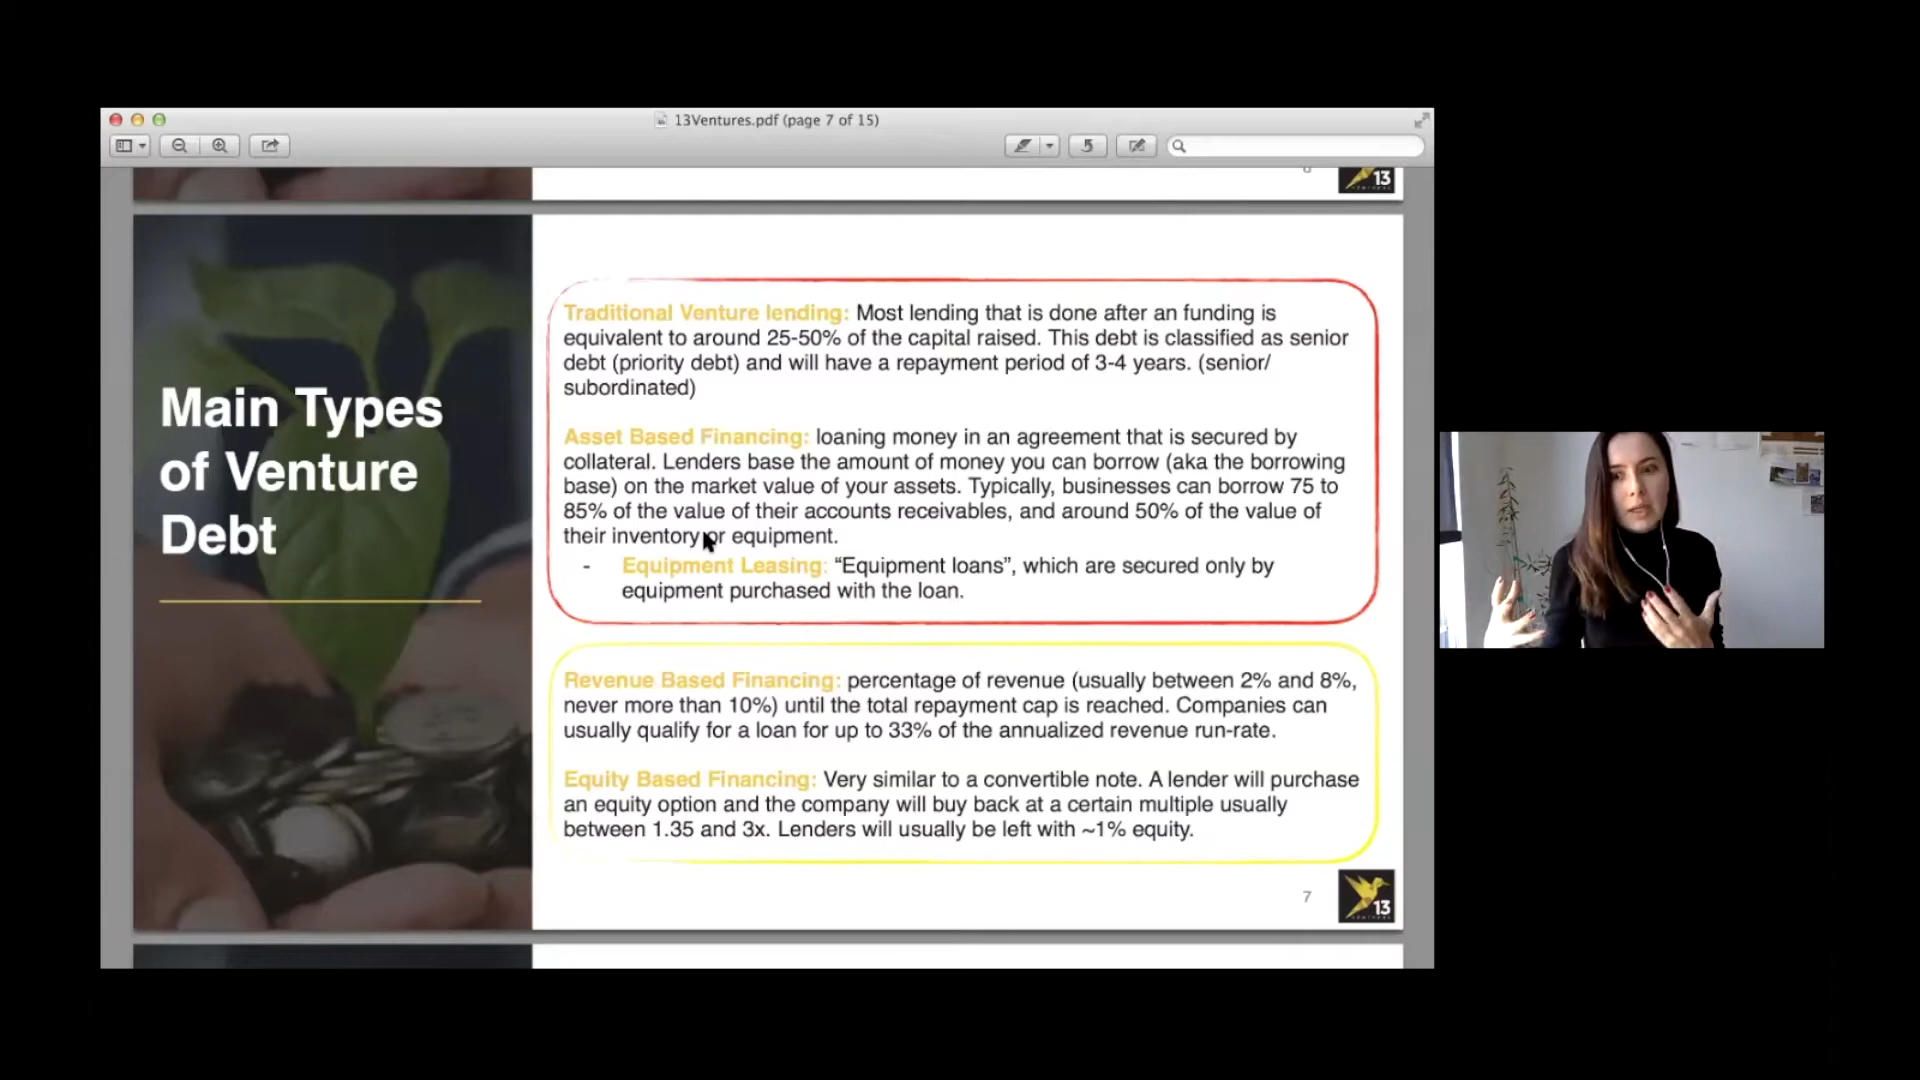 13Ventures.pdf (page 7 of 15)
13
Main Types
of Venture
Debt
Traditional Venture lending: Most lending that is done after an funding is
equivalent to around 25-50% of the capital raised. This debt is classified as senior
debt (priority debt) and will have a repayment period of 3-4 years. (senior/
subordinated)
Asset Based Financing: loaning money in an agreement that is secured by
collateral. Lenders base the amount of money you can borrow (aka the borrowing
base) on the market value of your assets. Typically, businesses can borrow 75 to
85% of the value of their accounts receivables, and around 50% of the value of
their inventory or equipment.
- Equipment Leasing: “Equipment loans”, which are secured only by
equipment purchased with the loan.
Revenue Based Financing: percentage of revenue (usually between 2% and 8%,
never more than 10%) until the total repayment cap is reached. Companies can
usually qualify for a loan for up to 33% of the annualized revenue run-rate.
Equity Based Financing: Very similar to a convertible note. A lender will purchase
an equity option and the company will buy back at a certain multiple usually
between 1.35 and 3x. Lenders will usually be left with ~1% equity.
7
13